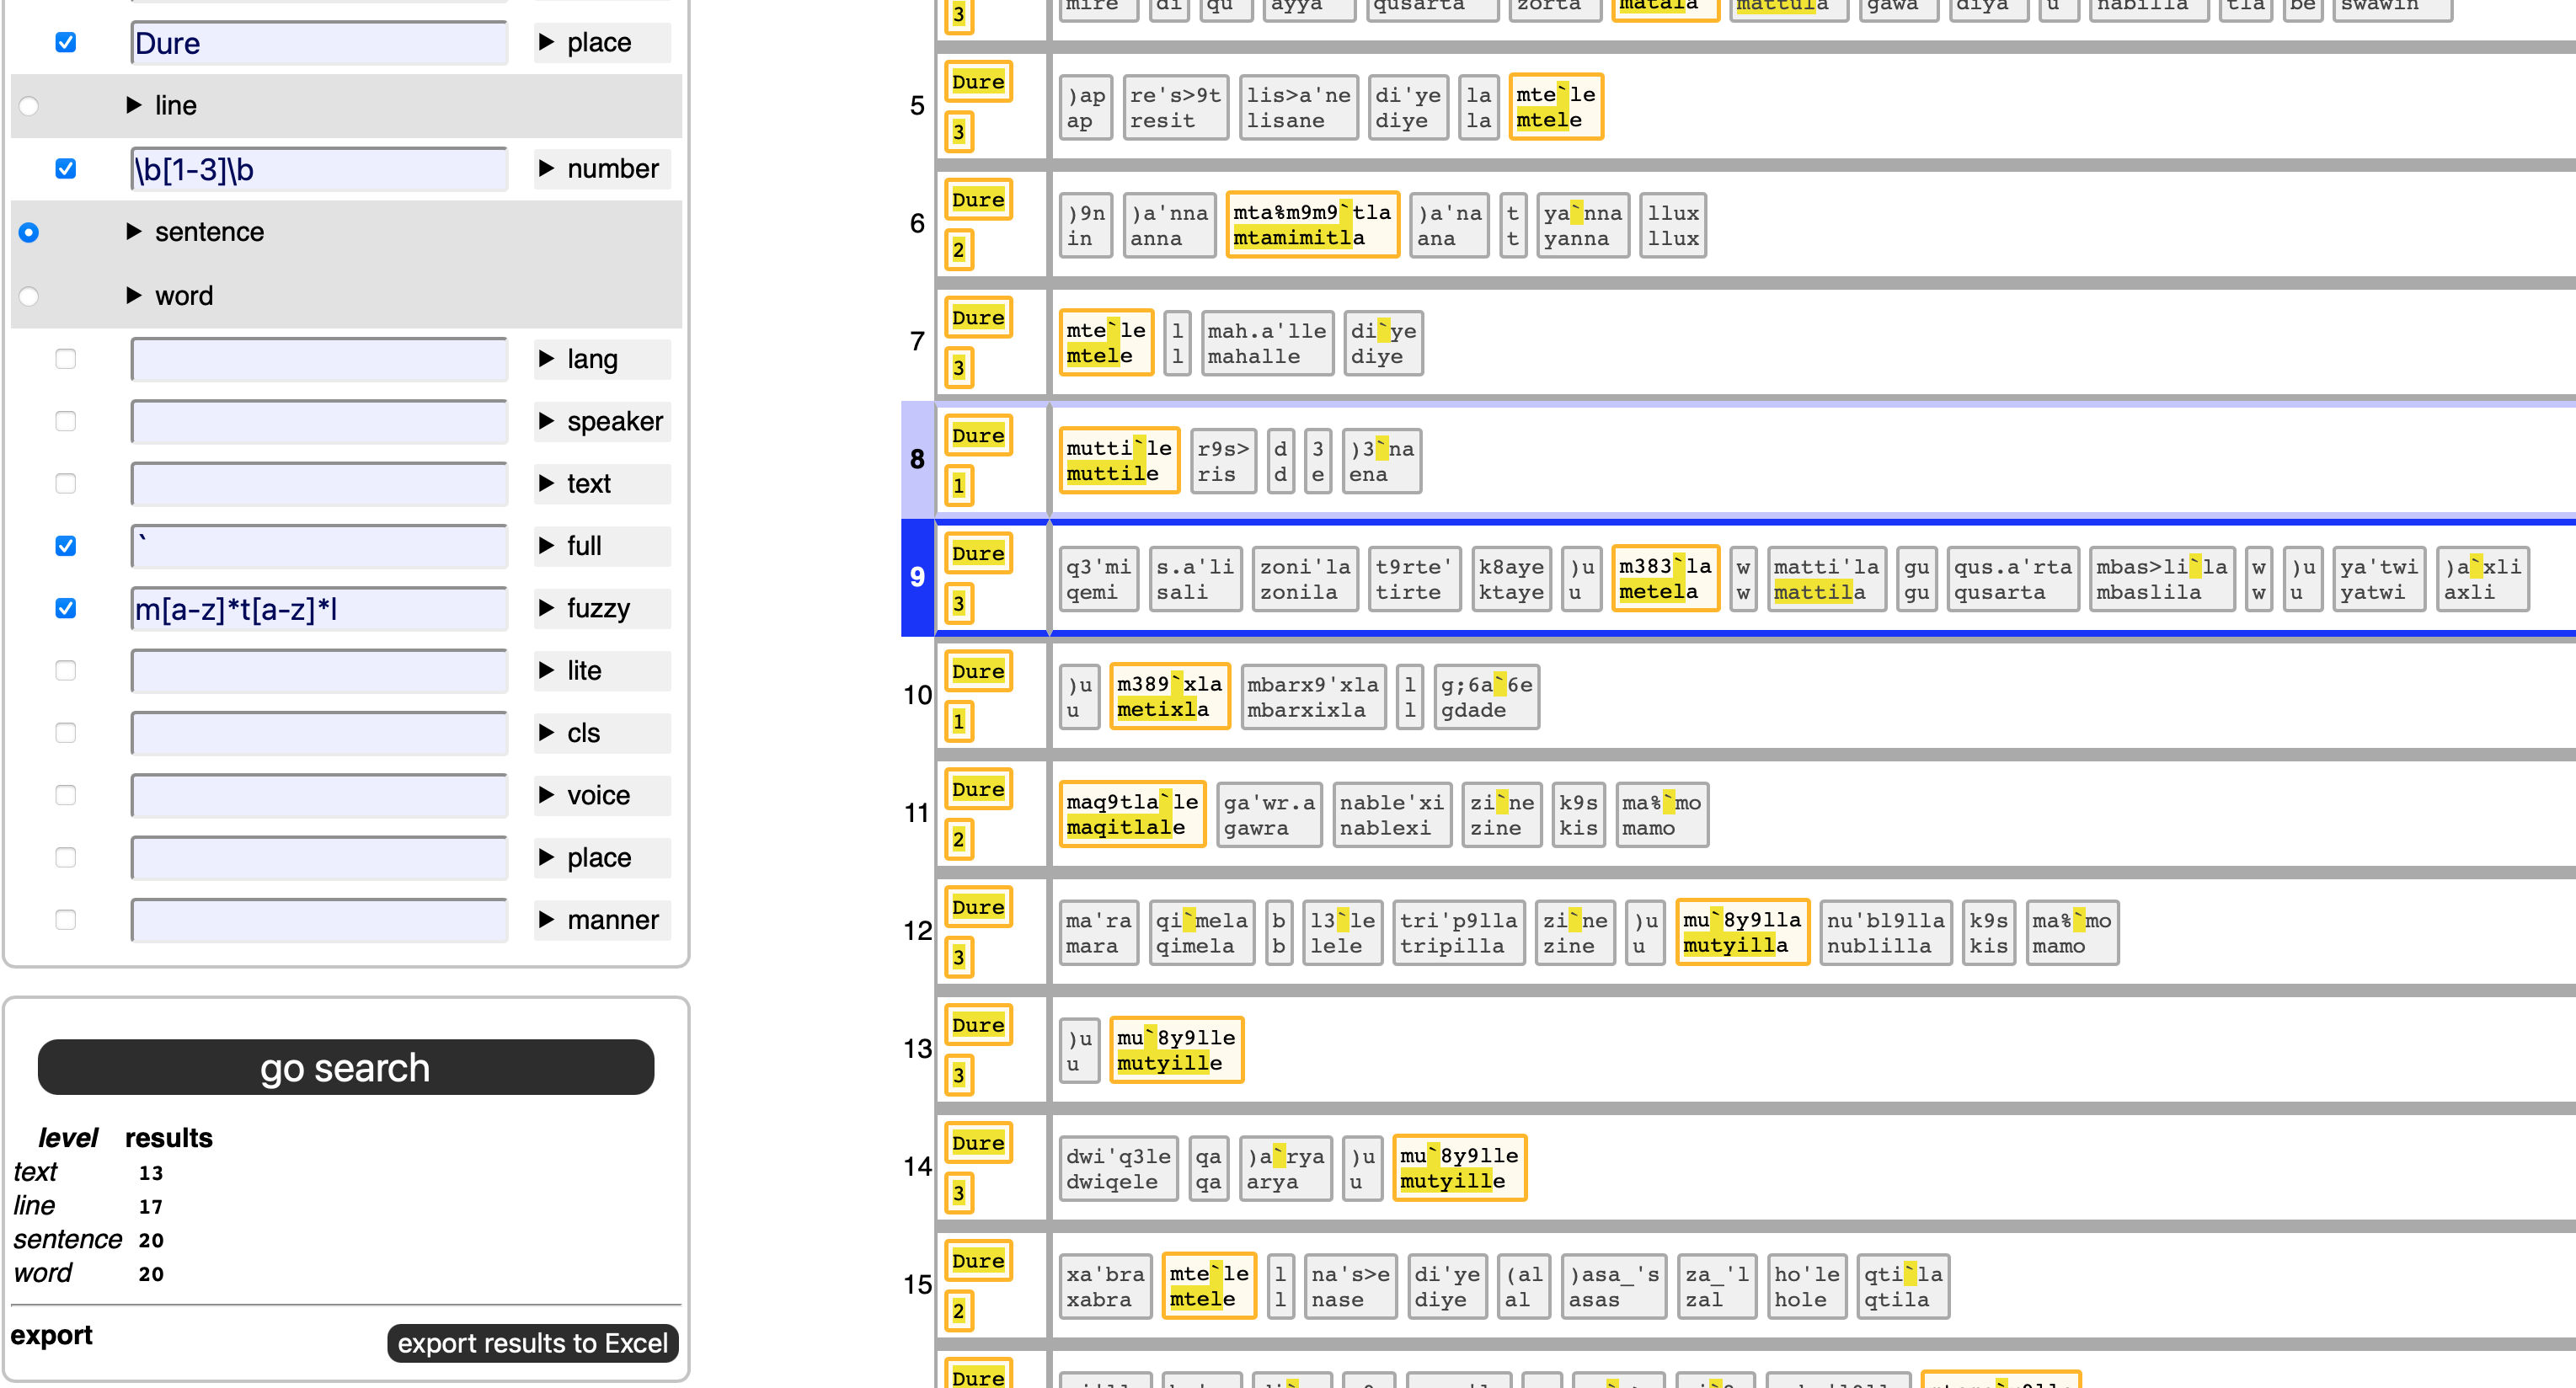 Dure ▶ place
▶ line
\b[1-3]\b ▶ number
▶ sentence
▶ word
▶ lang
▶ speaker
▶ text
` ▶ full
m[a-z]*t[a-z]*l ▶ fuzzy
▶ lite
▶ cls
▶ voice
▶ place
▶ manner
go search
level results
text 13
line 17
sentence 20
word 20
export export results to Excel
3 mire di qu ayya qusarta zorta matala mattula gawa diya u nabilla tla be swawin
5
Dure )ap re's>9t lis>a'ne di'ye la mte`le
3 ap resit lisane diye la mtele
6
Dure )9n )a'nna mta%m9m9`tla )a'na t ya`nna llux
2 in anna mtamimitla ana t yanna llux
7
Dure mte`le l mah.a'lle di`ye
3 mtele l mahalle diye
8
Dure mutti`le r9s> d 3 )3`na
1 muttile ris d e ena
9
Dure q3'mi s.a'li zoni'la t9rte' k8aye )u m383`la w matti'la gu qus.a'rta mbas>li`la w )u ya'twi )a`xli
3 qemi sali zonila tirte ktaye u metela w mattila gu qusarta mbaslila w u yatwi axli
10
Dure )u m389`xla mbarx9'xla l g;6a`6e
1 u metixla mbarxixla l gdade
11
Dure maq9tla`le ga'wr.a nable'xi zi`ne k9s ma%`mo
2 maqitlale gawra nablexi zine kis mamo
12
Dure ma'ra qi`mela b l3`le tri'p9lla zi`ne )u mu`8y9lla nu'bl9lla k9s ma%`mo
3 mara qimela b lele tripilla zine u mutyilla nublilla kis mamo
13
Dure )u mu`8y9lle
3 u mutyille
14
Dure dwi'q3le qa )a`rya )u mu`8y9lle
3 dwiqele qa arya u mutyille
15
Dure xa'bra mte`le l na's>e di'ye (al )asa_'s za_'l ho'le qti`la
2 xabra mtele l nase diye al asas zal hole qtila
Dure